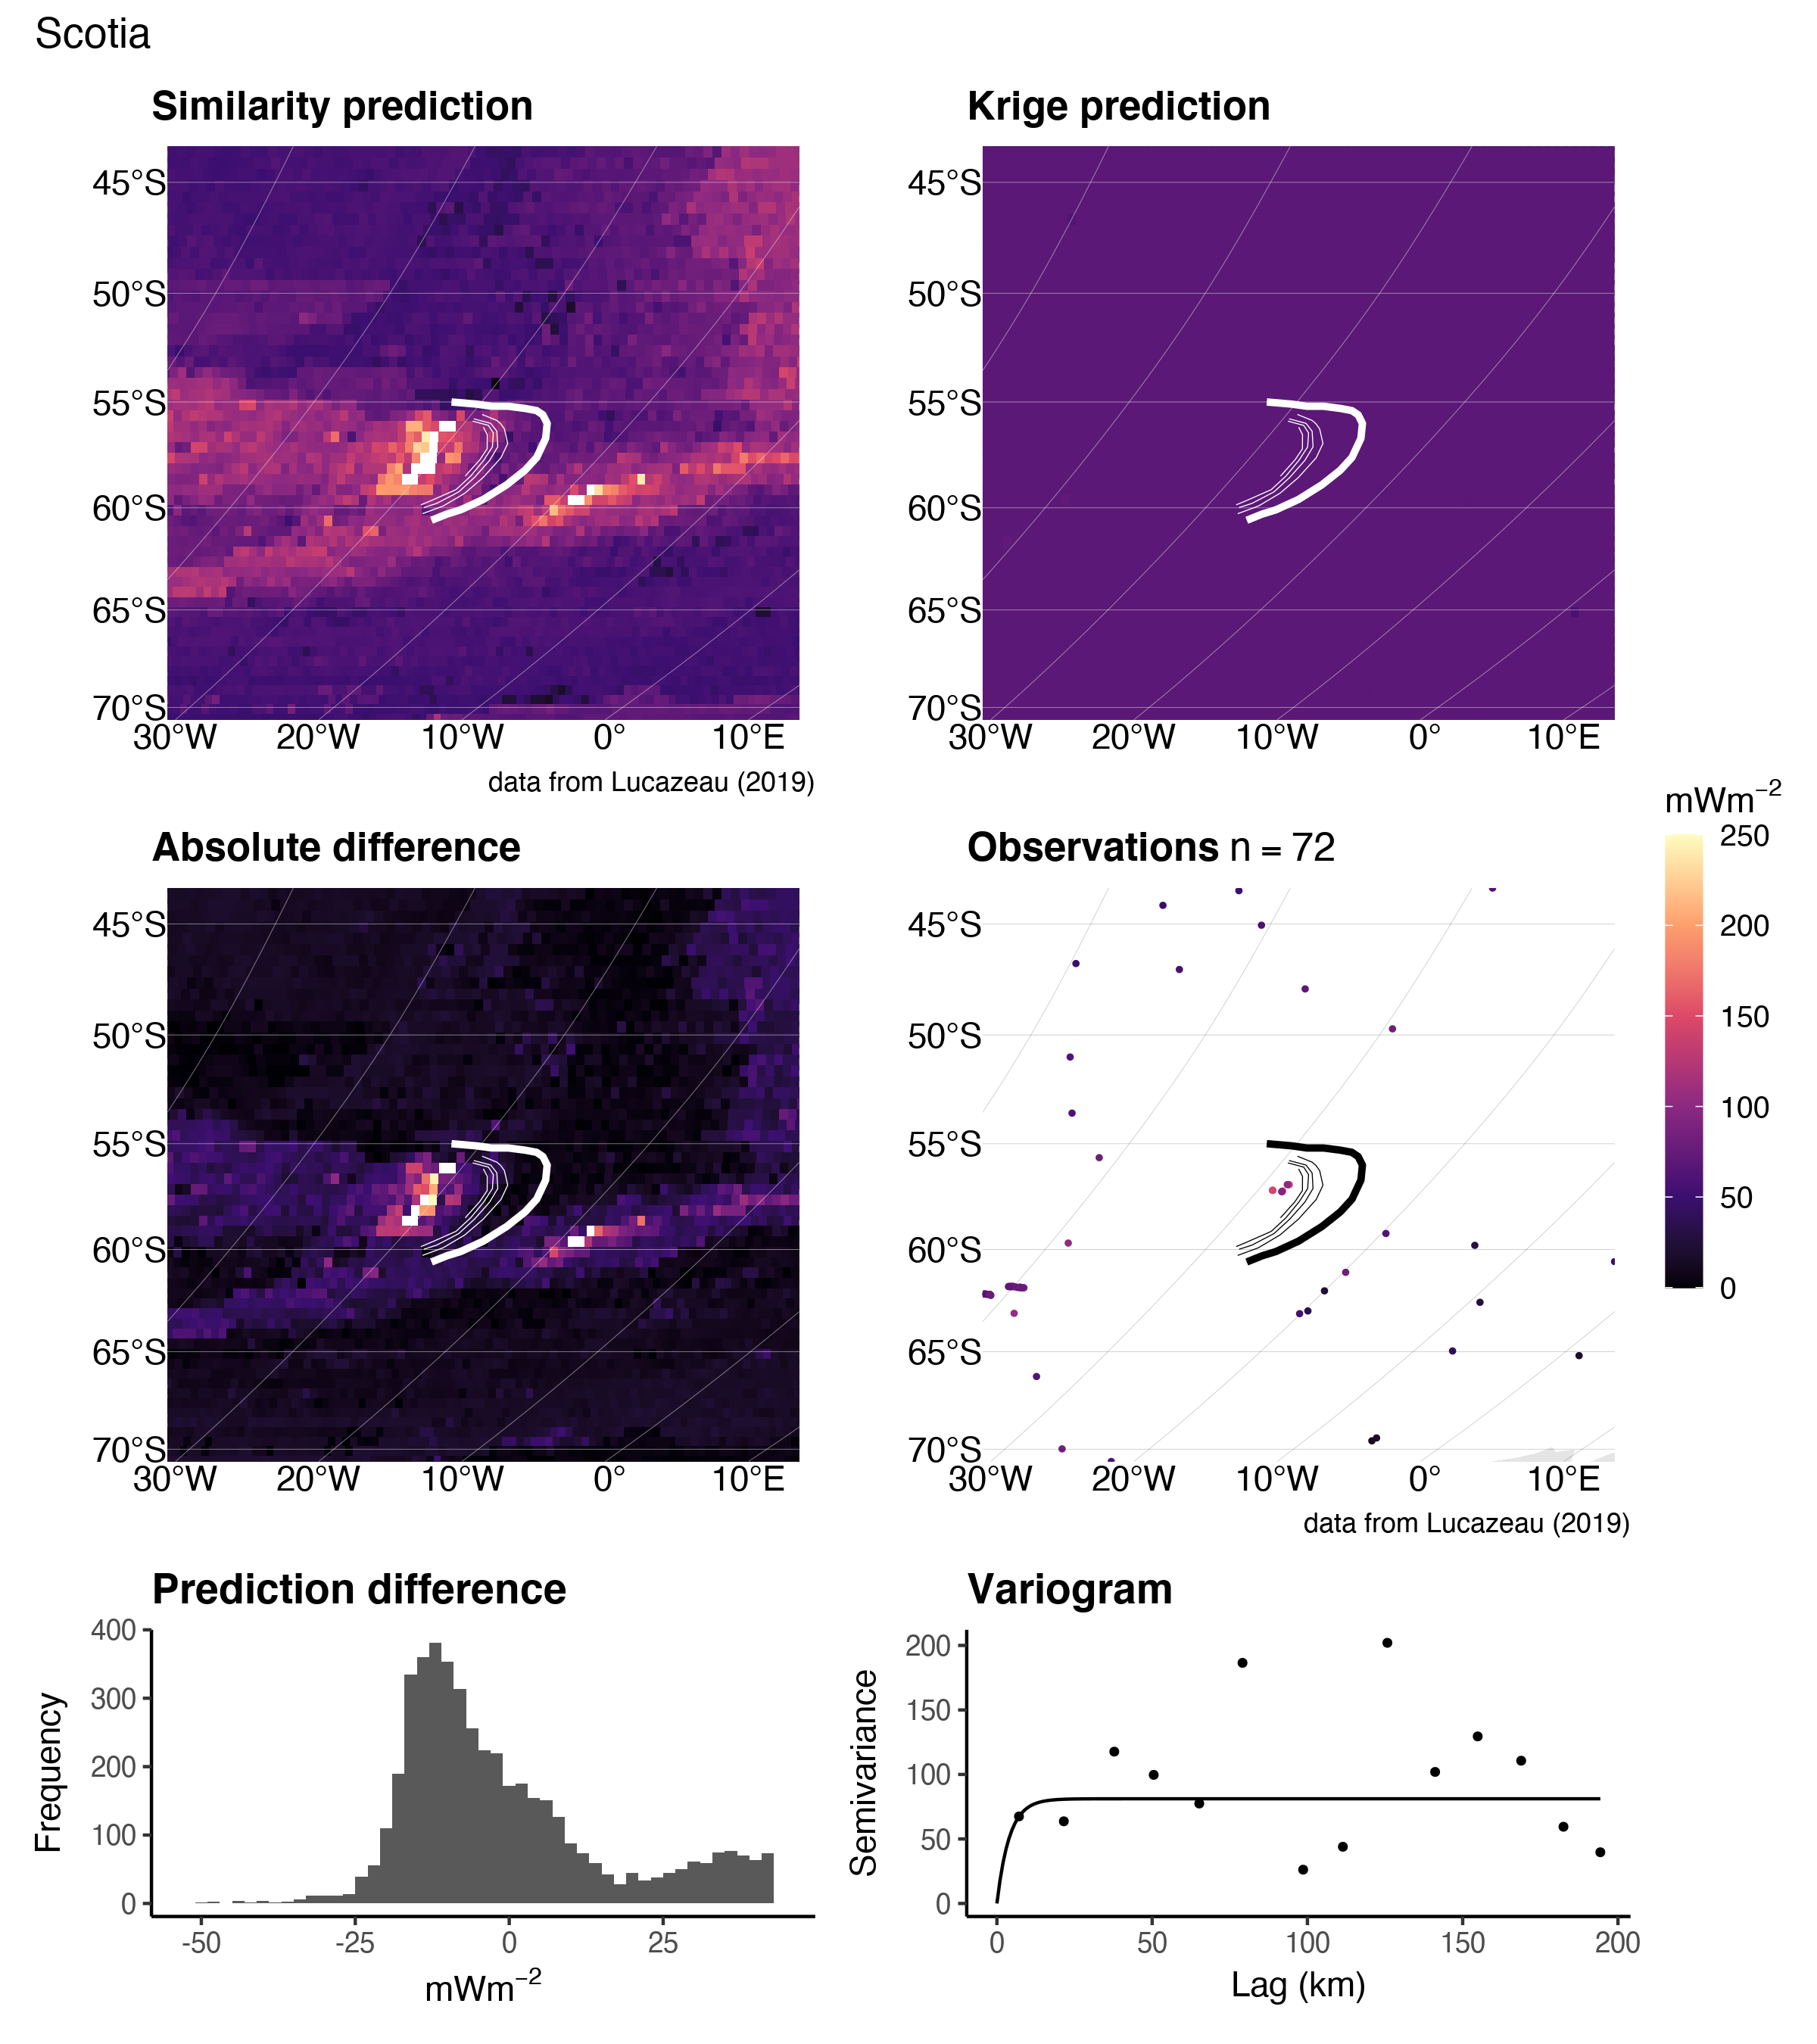 Scotia
Similarity prediction
45°S
50°S
55°S
60°S
65°S
70°S
30°W 20°W 10°W 0° 10°E
data from Lucazeau (2019)
Krige prediction
45°S
50°S
55°S
60°S
65°S
70°S
30°W 20°W 10°W 0° 10°E
Absolute difference
45°S
50°S
55°S
60°S
65°S
70°S
30°W 20°W 10°W 0° 10°E
Observations n = 72
45°S
50°S
55°S
60°S
65°S
70°S
30°W 20°W 10°W 0° 10°E
data from Lucazeau (2019)
mWm⁻²
250
200
150
100
50
0
Prediction difference
Frequency
400
300
200
100
0
-50 -25 0 25
mWm⁻²
Variogram
Semivariance
200
150
100
50
0
0 50 100 150 200
Lag (km)